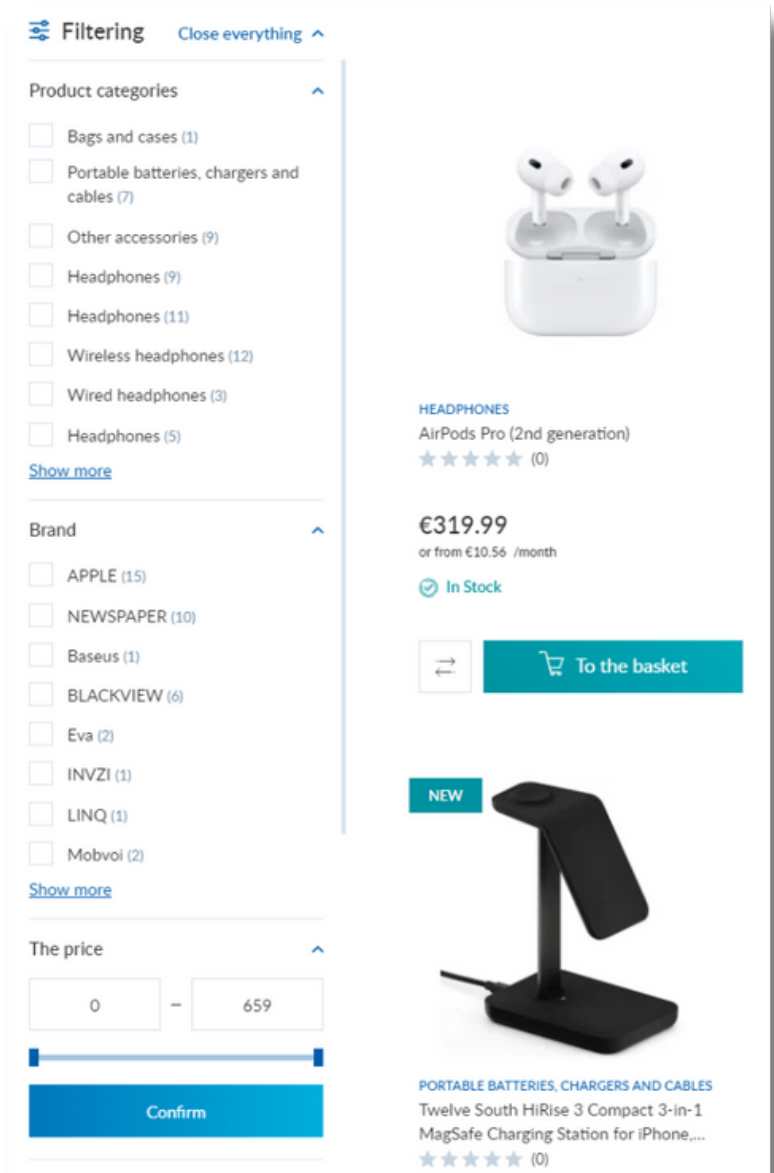 Filtering
Close everything
Product categories
Bags and cases (1)
Portable batteries, chargers and
cables (7)
Other accessories (9)
Headphones (9)
Headphones (11)
Wireless headphones (12)
Wired headphones (3)
Headphones (5)
Show more
Brand
APPLE (15)
NEWSPAPER (10)
Baseus (1)
BLACKVIEW (6)
Eva (2)
INVZI (1)
LINQ (1)
Mobvoi (2)
Show more
The price
0 – 659
Confirm
HEADPHONES
AirPods Pro (2nd generation)
(0)
€319.99
or from €10.56 /month
In Stock
To the basket
NEW
PORTABLE BATTERIES, CHARGERS AND CABLES
Twelve South HiRise 3 Compact 3-in-1
MagSafe Charging Station for iPhone,...
(0)